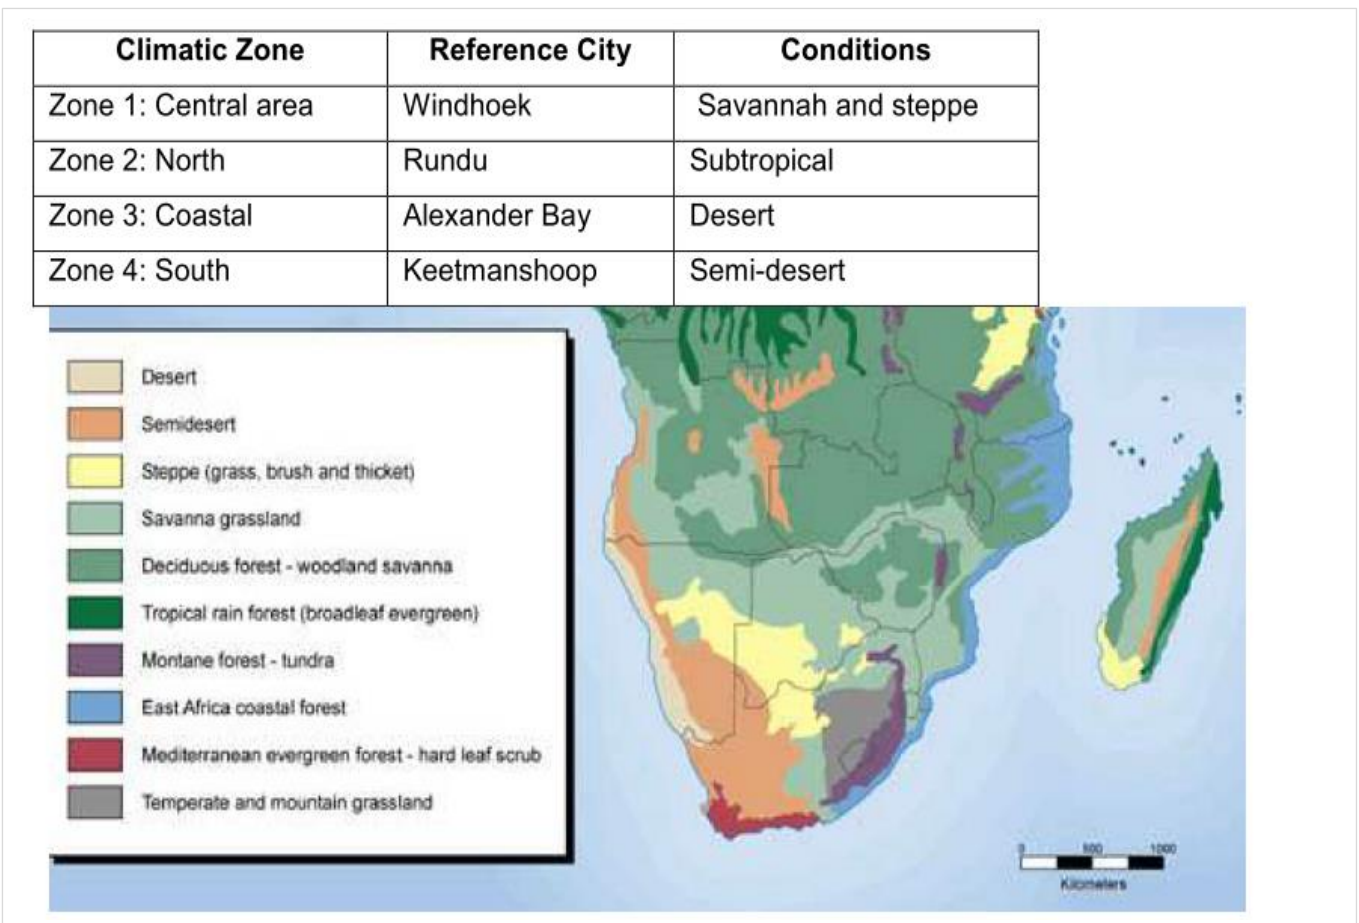 Climatic Zone Reference City Conditions
Zone 1: Central area Windhoek Savannah and steppe
Zone 2: North Rundu Subtropical
Zone 3: Coastal Alexander Bay Desert
Zone 4: South Keetmanshoop Semi-desert
Desert
Semidesert
Steppe (grass, brush and thicket)
Savanna grassland
Deciduous forest - woodland savanna
Tropical rain forest (broadleaf evergreen)
Montane forest - tundra
East Africa coastal forest
Mediterranean evergreen forest - hard leaf scrub
Temperate and mountain grassland
0 500 1000
Kilometers